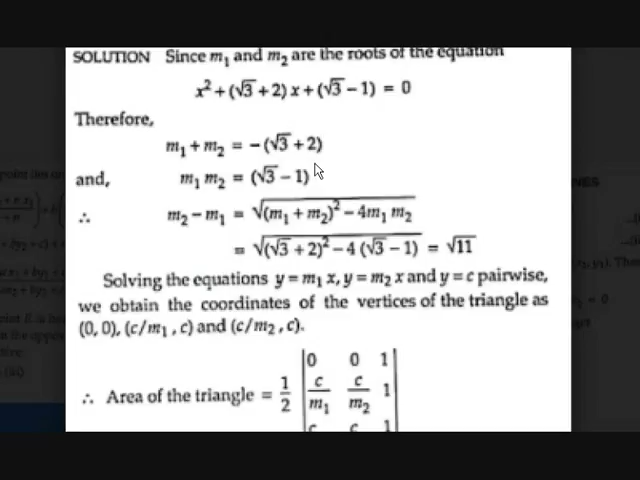 SOLUTION Since m₁ and m₂ are the roots of the equation
x² + (√3 + 2) x + (√3 − 1) = 0
Therefore,
m₁ + m₂ = − (√3 + 2)
and, m₁ m₂ = (√3 − 1)
∴ m₂ − m₁ = √((m₁ + m₂)² − 4m₁ m₂)
= √((√3 + 2)² − 4 (√3 − 1)) = √11
Solving the equations y = m₁ x, y = m₂ x and y = c pairwise,
we obtain the coordinates of the vertices of the triangle as
(0, 0), (c/m₁ , c) and (c/m₂ , c).
∴ Area of the triangle = 1/2 | 0 0 1
c/m₁ c/m₂ 1
c c 1 |